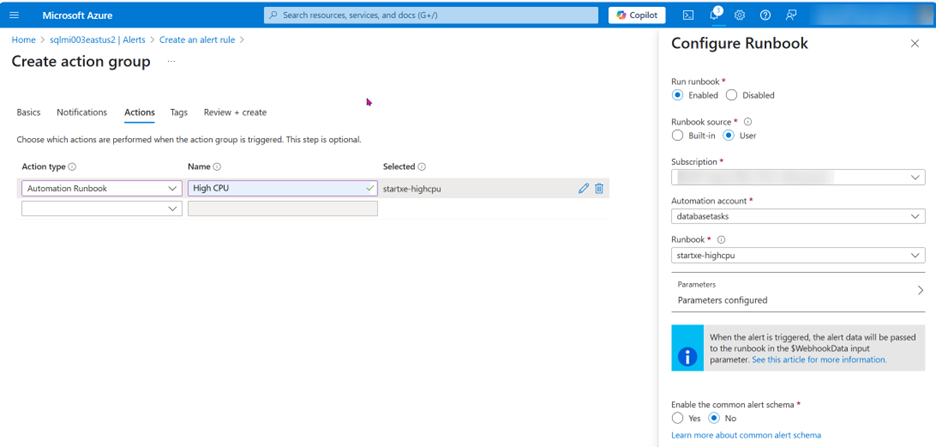 Microsoft Azure
Search resources, services, and docs (G+/)
Copilot
3
Home > sqlmi003eastus2 | Alerts > Create an alert rule >
Create action group ...
Basics Notifications Actions Tags Review + create
Choose which actions are performed when the action group is triggered. This step is optional.
Action type Name Selected
Automation Runbook High CPU startxe-highcpu
Configure Runbook
Run runbook *
Enabled Disabled
Runbook source *
Built-in User
Subscription *
Automation account *
databasetasks
Runbook *
startxe-highcpu
Parameters
Parameters configured
When the alert is triggered, the alert data will be passed
to the runbook in the $WebhookData input
parameter. See this article for more information.
Enable the common alert schema *
Yes No
Learn more about common alert schema